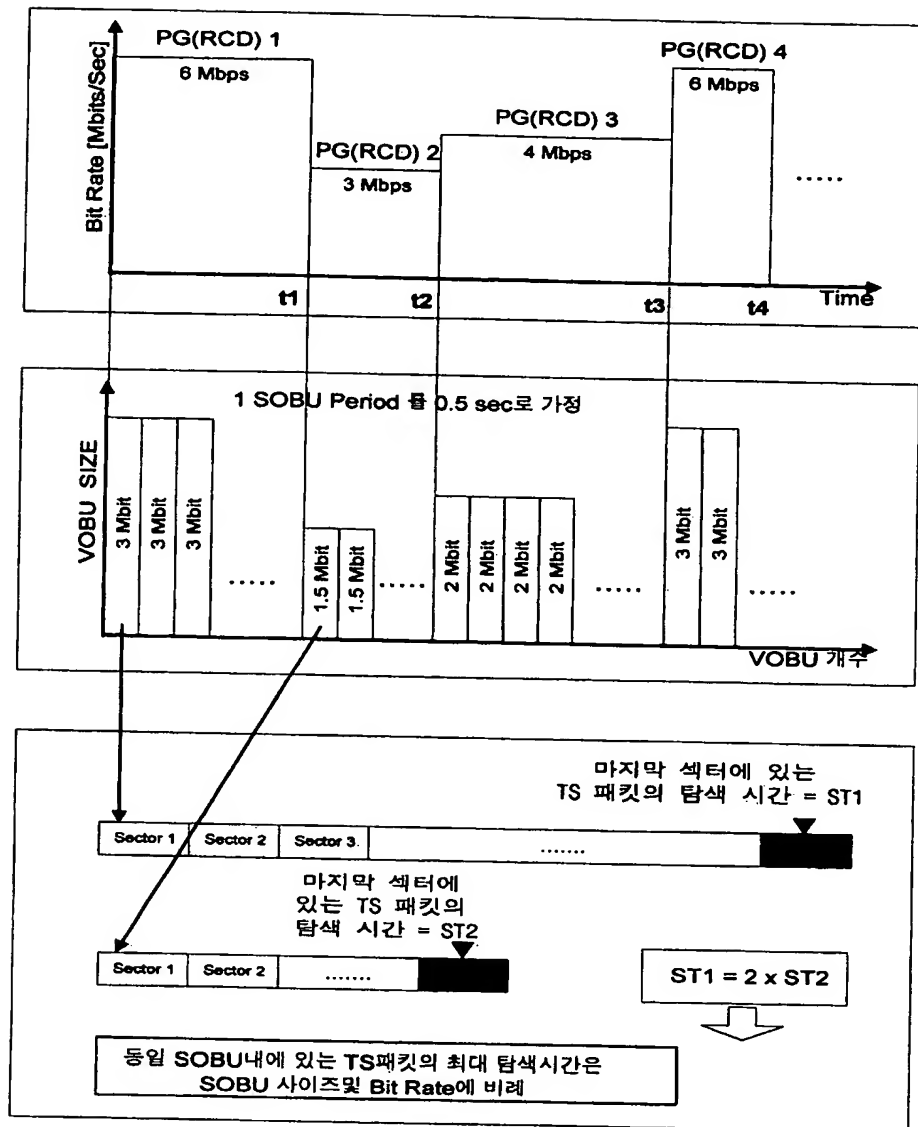 Bit Rate [Mbits/Sec]
PG(RCD) 1
6 Mbps
PG(RCD) 2
3 Mbps
PG(RCD) 3
4 Mbps
PG(RCD) 4
6 Mbps
.....
t1
t2
t3
t4
Time
1 SOBU Period 를 0.5 sec로 가정
VOBU SIZE
3 Mbit
3 Mbit
3 Mbit
.....
1.5 Mbit
1.5 Mbit
.....
2 Mbit
2 Mbit
2 Mbit
2 Mbit
.....
3 Mbit
3 Mbit
.....
VOBU 개수
마지막 섹터에 있는
TS 패킷의 탐색 시간 = ST1
Sector 1
Sector 2
Sector 3
.......
마지막 섹터에
있는 TS 패킷의
탐색 시간 = ST2
Sector 1
Sector 2
.......
ST1 = 2 x ST2
동일 SOBU내에 있는 TS패킷의 최대 탐색시간은
SOBU 사이즈및 Bit Rate에 비례